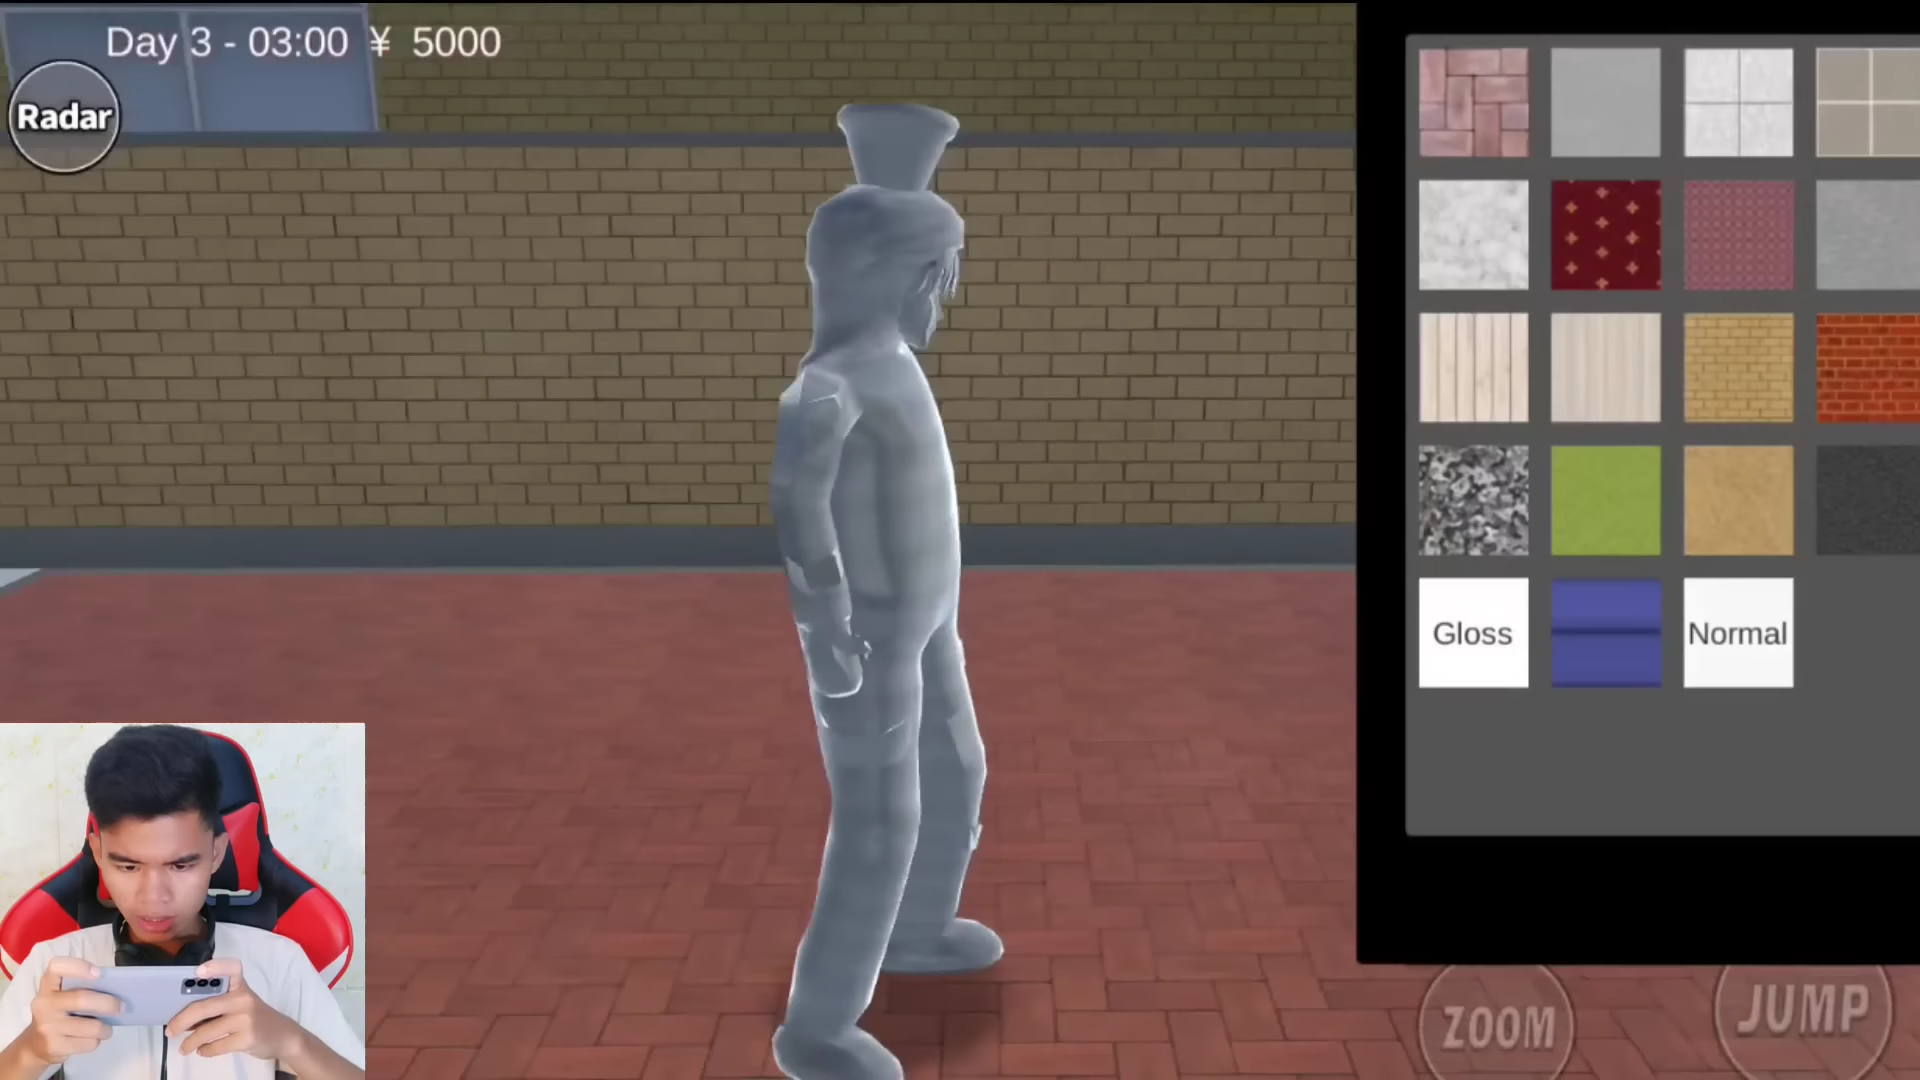 Day 3 - 03:00 ¥ 5000
Radar
Gloss
Normal
ZOOM
JUMP